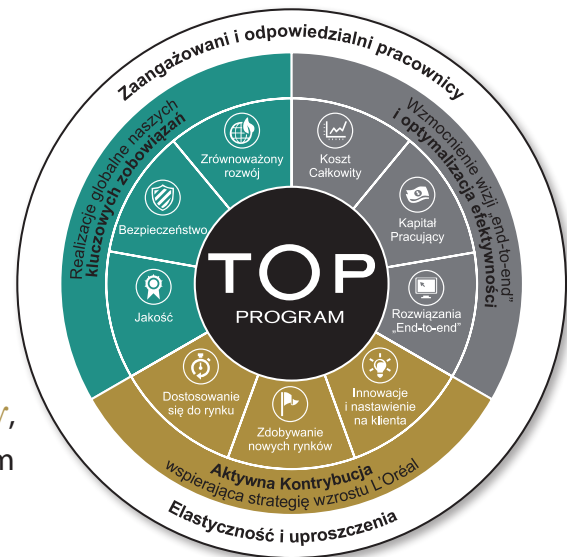 Zaangażowani i odpowiedzialni pracownicy
Realizacje globalne naszych
kluczowych zobowiązań
Wzmocnienie wizji „end-to-end”
i optymalizacja efektywności
Zrównoważony
rozwój
Koszt
Całkowity
Bezpieczeństwo
Kapitał
Pracujący
TOP
PROGRAM
Jakość
Rozwiązania
„End-to-end”
Dostosowanie
się do rynku
Innowacje
i nastawienie
na klienta
Zdobywanie
nowych rynków
Aktywna Kontrybucja
wspierająca strategię wzrostu L’Oréal
Elastyczność i uproszczenia